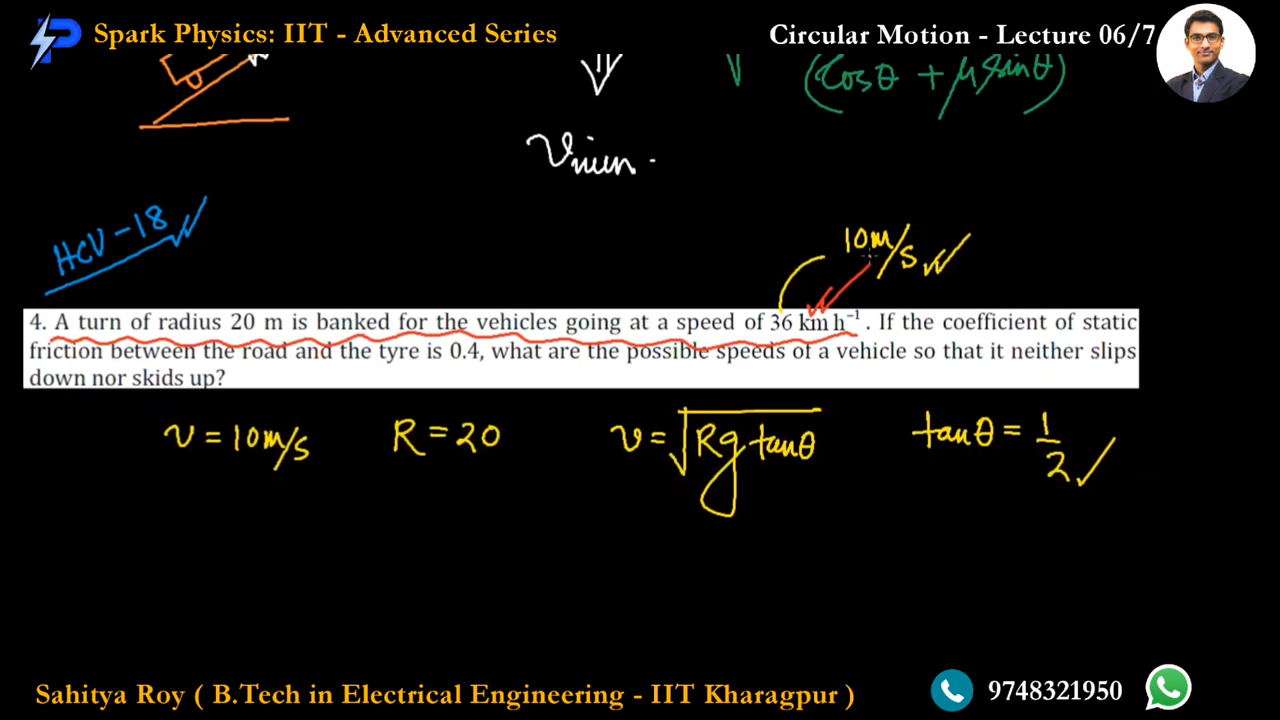 Spark Physics: IIT - Advanced Series
Circular Motion - Lecture 06/7
(cosθ + μ sinθ)
Vmin.
HCV-18
10m/s
4. A turn of radius 20 m is banked for the vehicles going at a speed of 36 km h⁻¹ . If the coefficient of static
friction between the road and the tyre is 0.4, what are the possible speeds of a vehicle so that it neither slips
down nor skids up?
v = 10m/s R = 20 v = √Rg tanθ tanθ = 1/2
Sahitya Roy ( B.Tech in Electrical Engineering - IIT Kharagpur )
9748321950